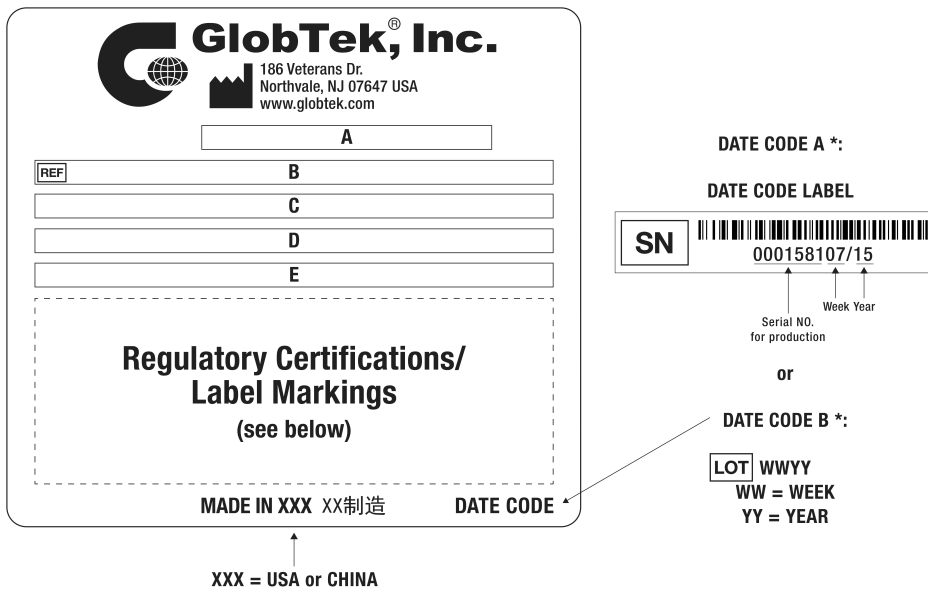 GlobTek, Inc.®
186 Veterans Dr.
Northvale, NJ 07647 USA
www.globtek.com
A
REF B
C
D
E
Regulatory Certifications/
Label Markings
(see below)
MADE IN XXX XX制造 DATE CODE
XXX = USA or CHINA
DATE CODE A *:
DATE CODE LABEL
SN
00015810 7/15
Week Year
Serial NO.
for production
or
DATE CODE B *:
LOT WWYY
WW = WEEK
YY = YEAR